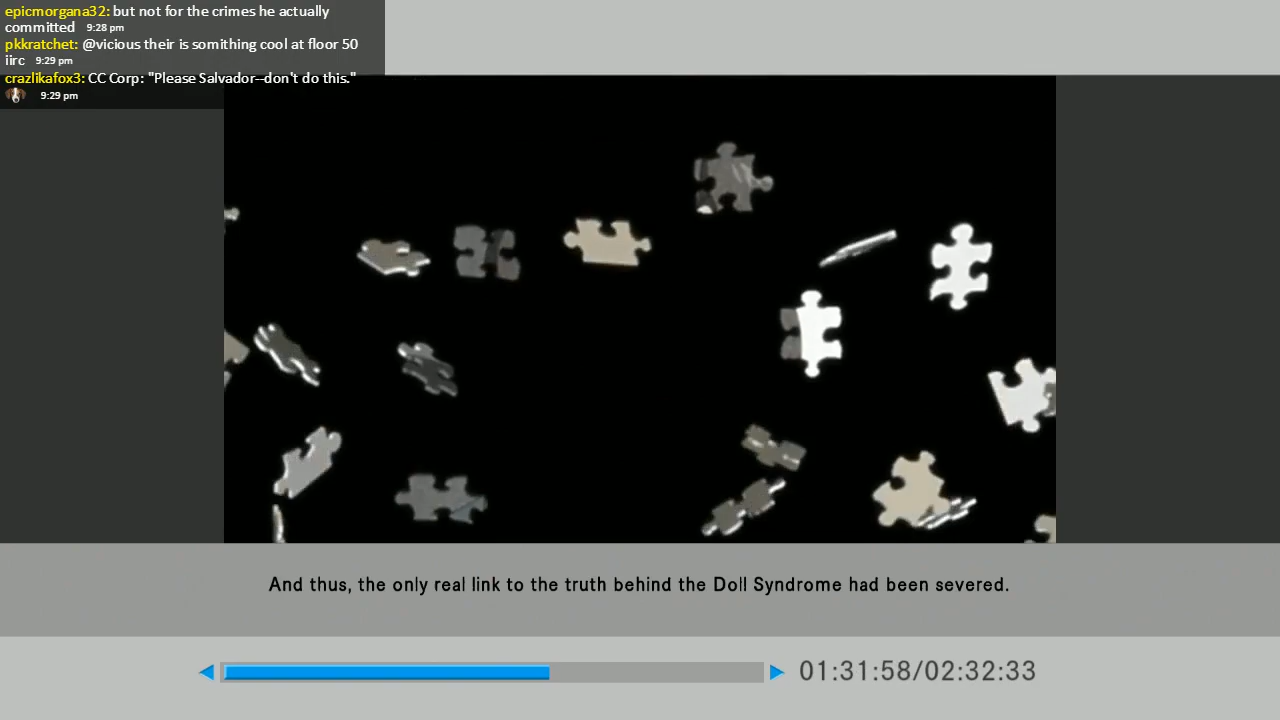 epicmorgana32: but not for the crimes he actually
committed 9:28 pm
pkkratchet: @vicious their is somithing cool at floor 50
iirc 9:29 pm
crazlikafox3: CC Corp: "Please Salvador--don't do this."
9:29 pm
And thus, the only real link to the truth behind the Doll Syndrome had been severed.
01:31:58/02:32:33